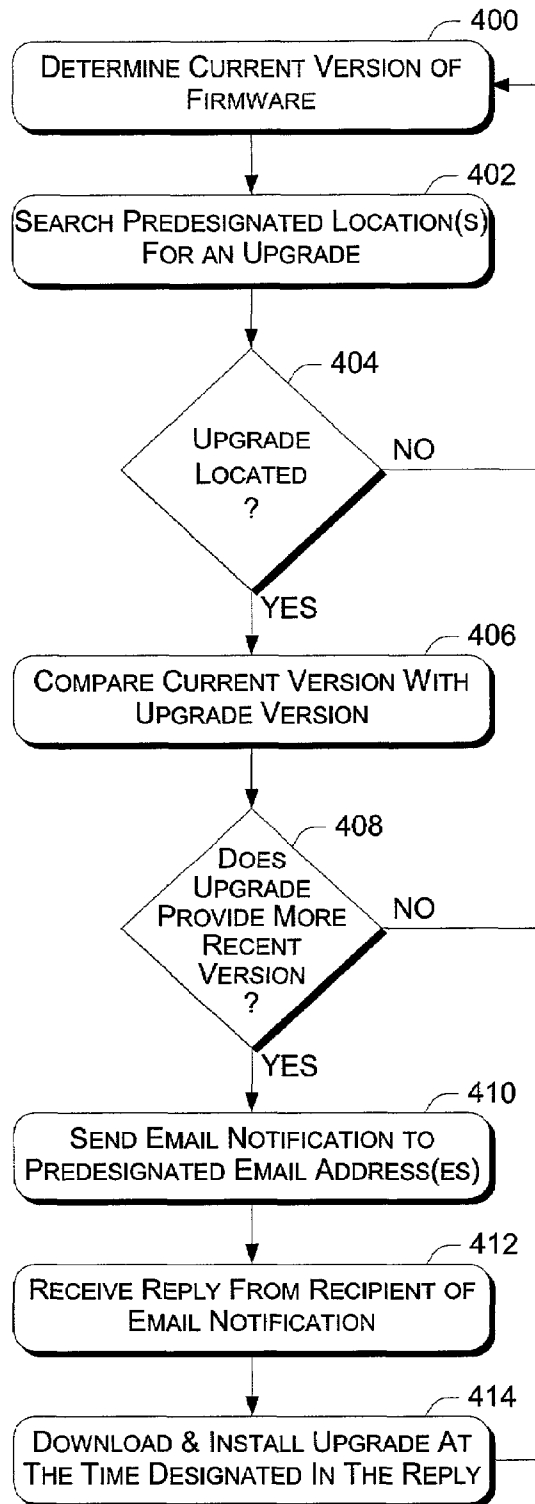 400
DETERMINE CURRENT VERSION OF
FIRMWARE
402
SEARCH PREDESIGNATED LOCATION(S)
FOR AN UPGRADE
404
UPGRADE
LOCATED
?
NO
YES
406
COMPARE CURRENT VERSION WITH
UPGRADE VERSION
408
DOES
UPGRADE
PROVIDE MORE
RECENT
VERSION
?
NO
YES
410
SEND EMAIL NOTIFICATION TO
PREDESIGNATED EMAIL ADDRESS(ES)
412
RECEIVE REPLY FROM RECIPIENT OF
EMAIL NOTIFICATION
414
DOWNLOAD & INSTALL UPGRADE AT
THE TIME DESIGNATED IN THE REPLY